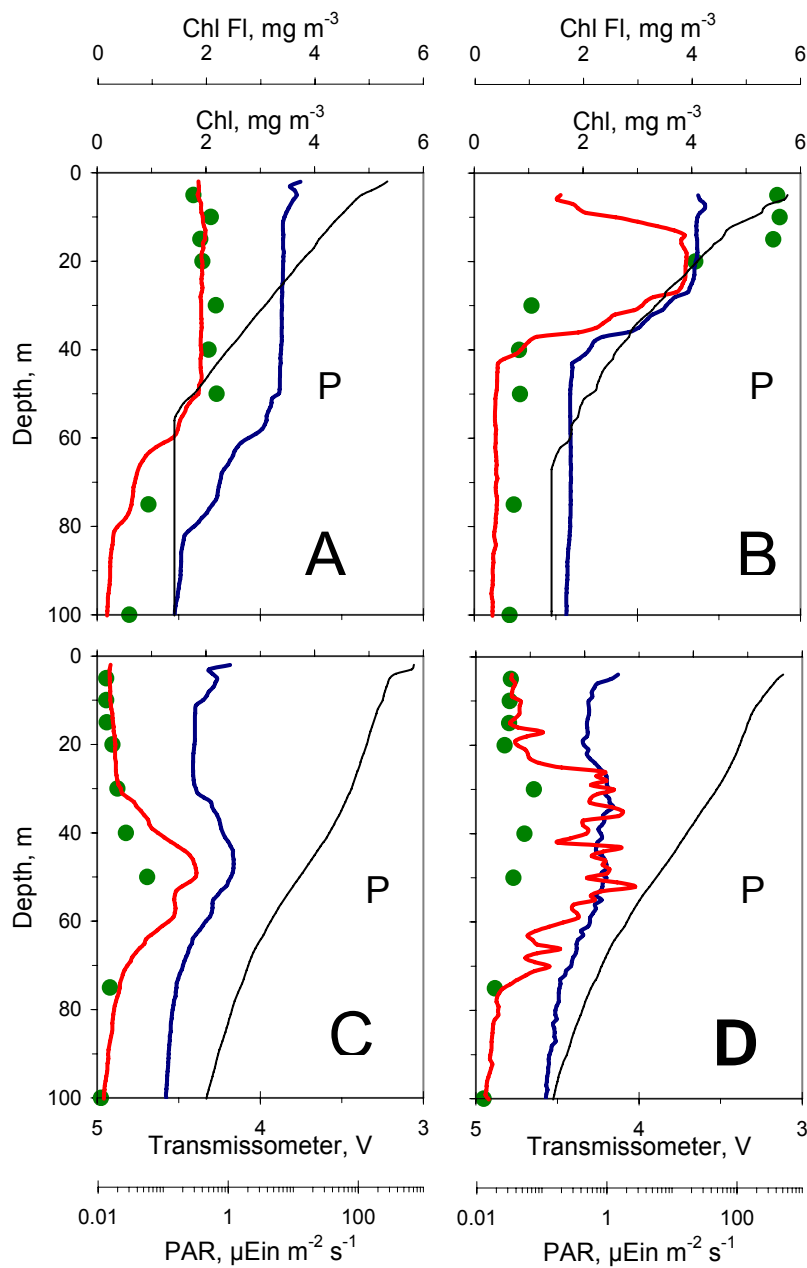 Chl Fl, mg m⁻³ Chl Fl, mg m⁻³
0 2 4 6 0 2 4 6
Chl, mg m⁻³ Chl, mg m⁻³
0 2 4 6 0 2 4 6
0
20
40
60
80
100
Depth, m
P
A
P
B
0
20
40
60
80
100
Depth, m
P
C
P
D
5 4 3 5 4 3
Transmissometer, V Transmissometer, V
0.01 1 100 0.01 1 100
PAR, µEin m⁻² s⁻¹ PAR, µEin m⁻² s⁻¹